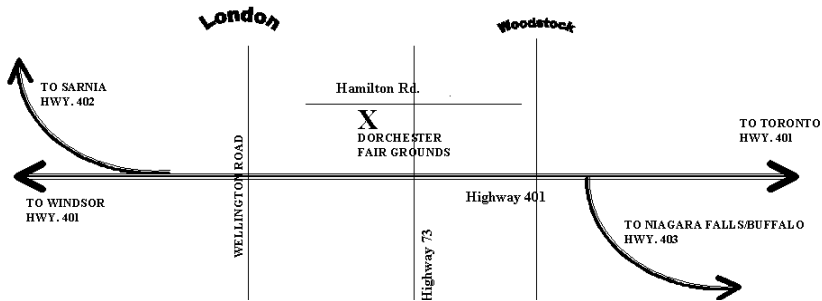 London
Woodstock
Hamilton Rd.
TO SARNIA
HWY. 402
X
DORCHESTER
FAIR GROUNDS
TO TORONTO
HWY. 401
WELLINGTON ROAD
Highway 401
TO WINDSOR
HWY. 401
TO NIAGARA FALLS/BUFFALO
HWY. 403
Highway 73